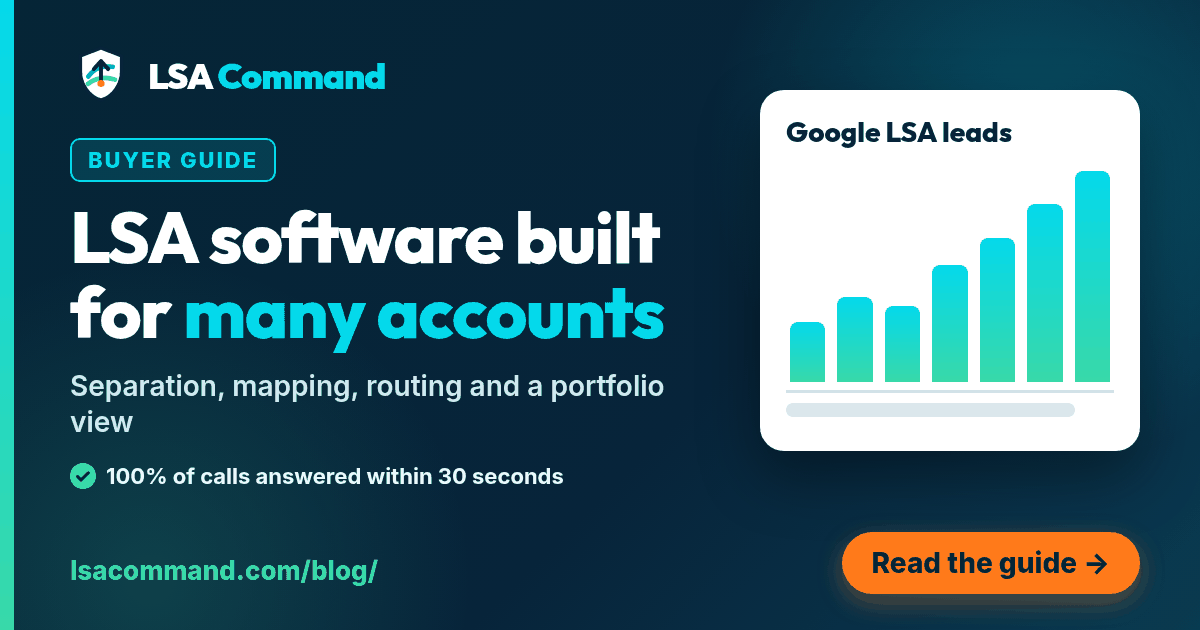 LSA Command
BUYER GUIDE
LSA software built
for many accounts
Separation, mapping, routing and a portfolio
view
100% of calls answered within 30 seconds
lsacommand.com/blog/
Google LSA leads
Read the guide →